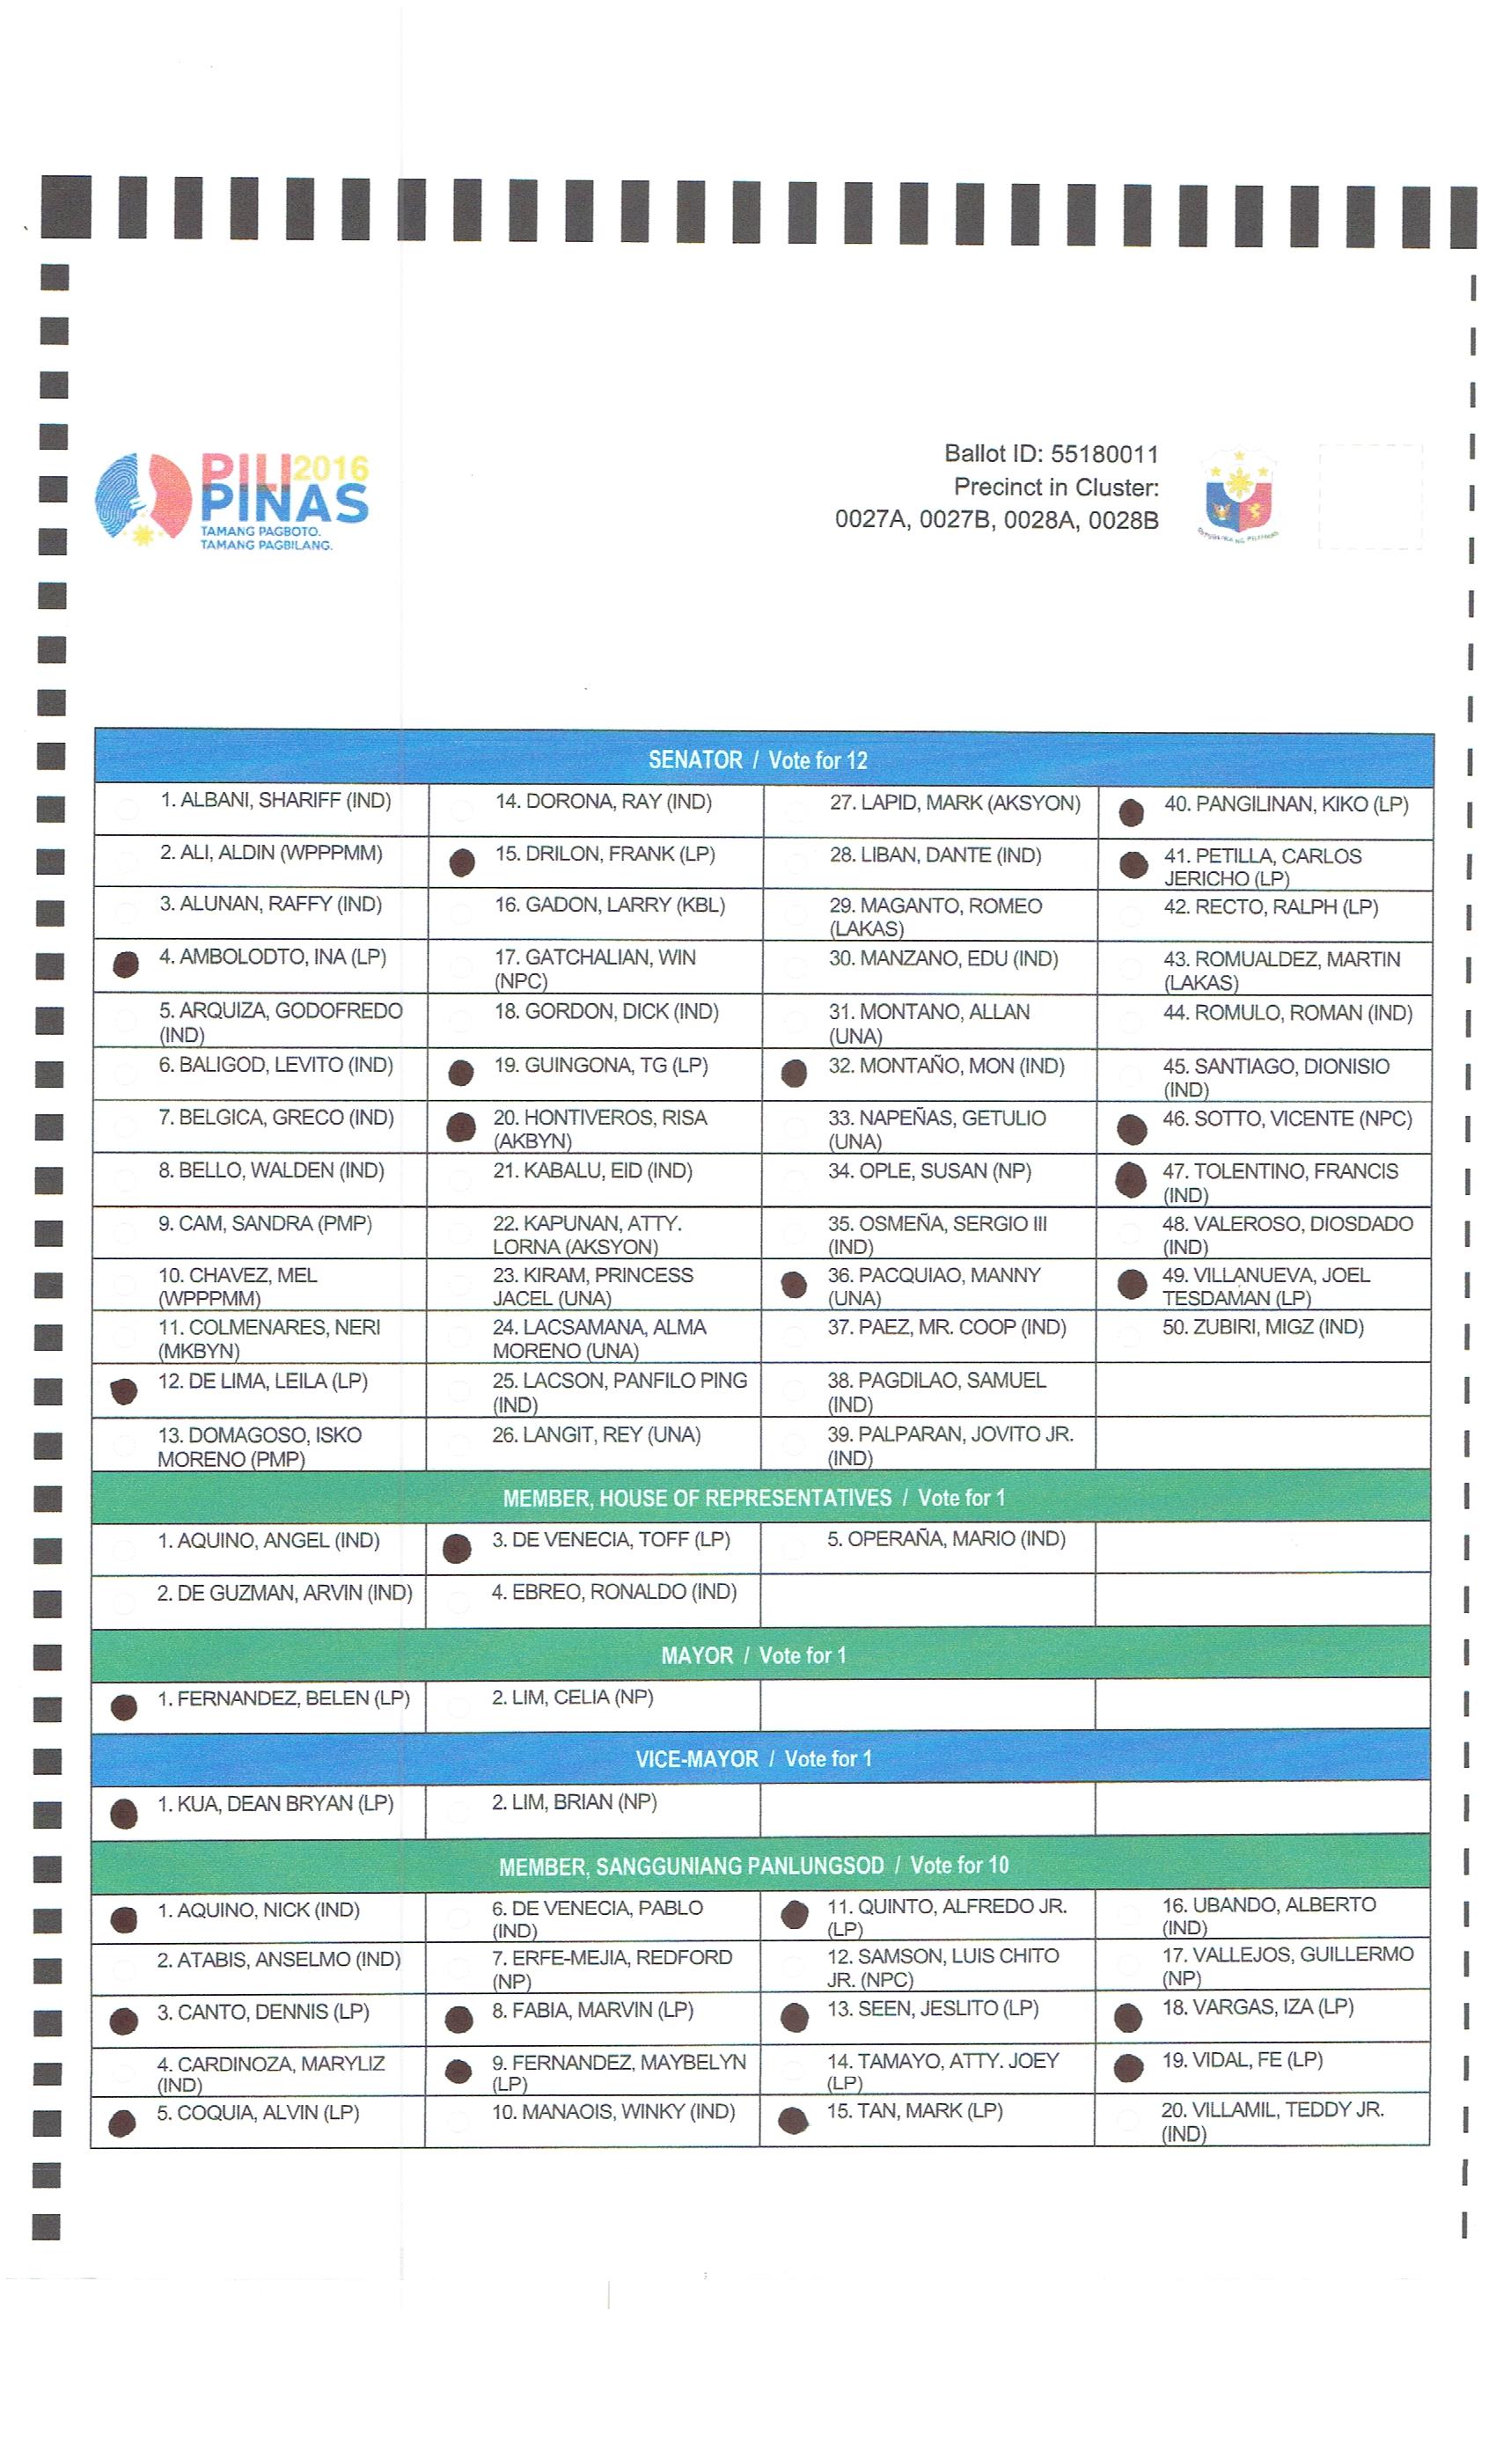 PILI 2016
PINAS
TAMANG PAGBOTO.
TAMANG PAGBILANG.
Ballot ID: 55180011
Precinct in Cluster:
0027A, 0027B, 0028A, 0028B
SENATOR / Vote for 12
1. ALBANI, SHARIFF (IND)
2. ALI, ALDIN (WPPPMM)
3. ALUNAN, RAFFY (IND)
4. AMBOLODTO, INA (LP)
5. ARQUIZA, GODOFREDO
(IND)
6. BALIGOD, LEVITO (IND)
7. BELGICA, GRECO (IND)
8. BELLO, WALDEN (IND)
9. CAM, SANDRA (PMP)
10. CHAVEZ, MEL
(WPPPMM)
11. COLMENARES, NERI
(MKBYN)
12. DE LIMA, LEILA (LP)
13. DOMAGOSO, ISKO
MORENO (PMP)
14. DORONA, RAY (IND)
15. DRILON, FRANK (LP)
16. GADON, LARRY (KBL)
17. GATCHALIAN, WIN
(NPC)
18. GORDON, DICK (IND)
19. GUINGONA, TG (LP)
20. HONTIVEROS, RISA
(AKBYN)
21. KABALU, EID (IND)
22. KAPUNAN, ATTY.
LORNA (AKSYON)
23. KIRAM, PRINCESS
JACEL (UNA)
24. LACSAMANA, ALMA
MORENO (UNA)
25. LACSON, PANFILO PING
(IND)
26. LANGIT, REY (UNA)
27. LAPID, MARK (AKSYON)
28. LIBAN, DANTE (IND)
29. MAGANTO, ROMEO
(LAKAS)
30. MANZANO, EDU (IND)
31. MONTANO, ALLAN
(UNA)
32. MONTAÑO, MON (IND)
33. NAPEÑAS, GETULIO
(UNA)
34. OPLE, SUSAN (NP)
35. OSMEÑA, SERGIO III
(IND)
36. PACQUIAO, MANNY
(UNA)
37. PAEZ, MR. COOP (IND)
38. PAGDILAO, SAMUEL
(IND)
39. PALPARAN, JOVITO JR.
(IND)
40. PANGILINAN, KIKO (LP)
41. PETILLA, CARLOS
JERICHO (LP)
42. RECTO, RALPH (LP)
43. ROMUALDEZ, MARTIN
(LAKAS)
44. ROMULO, ROMAN (IND)
45. SANTIAGO, DIONISIO
(IND)
46. SOTTO, VICENTE (NPC)
47. TOLENTINO, FRANCIS
(IND)
48. VALEROSO, DIOSDADO
(IND)
49. VILLANUEVA, JOEL
TESDAMAN (LP)
50. ZUBIRI, MIGZ (IND)
MEMBER, HOUSE OF REPRESENTATIVES / Vote for 1
1. AQUINO, ANGEL (IND)
2. DE GUZMAN, ARVIN (IND)
3. DE VENECIA, TOFF (LP)
4. EBREO, RONALDO (IND)
5. OPERAÑA, MARIO (IND)
MAYOR / Vote for 1
1. FERNANDEZ, BELEN (LP)
2. LIM, CELIA (NP)
VICE-MAYOR / Vote for 1
1. KUA, DEAN BRYAN (LP)
2. LIM, BRIAN (NP)
MEMBER, SANGGUNIANG PANLUNGSOD / Vote for 10
1. AQUINO, NICK (IND)
2. ATABIS, ANSELMO (IND)
3. CANTO, DENNIS (LP)
4. CARDINOZA, MARYLIZ
(IND)
5. COQUIA, ALVIN (LP)
6. DE VENECIA, PABLO
(IND)
7. ERFE-MEJIA, REDFORD
(NP)
8. FABIA, MARVIN (LP)
9. FERNANDEZ, MAYBELYN
(LP)
10. MANAOIS, WINKY (IND)
11. QUINTO, ALFREDO JR.
(LP)
12. SAMSON, LUIS CHITO
JR. (NPC)
13. SEEN, JESLITO (LP)
14. TAMAYO, ATTY. JOEY
(LP)
15. TAN, MARK (LP)
16. UBANDO, ALBERTO
(IND)
17. VALLEJOS, GUILLERMO
(NP)
18. VARGAS, IZA (LP)
19. VIDAL, FE (LP)
20. VILLAMIL, TEDDY JR.
(IND)